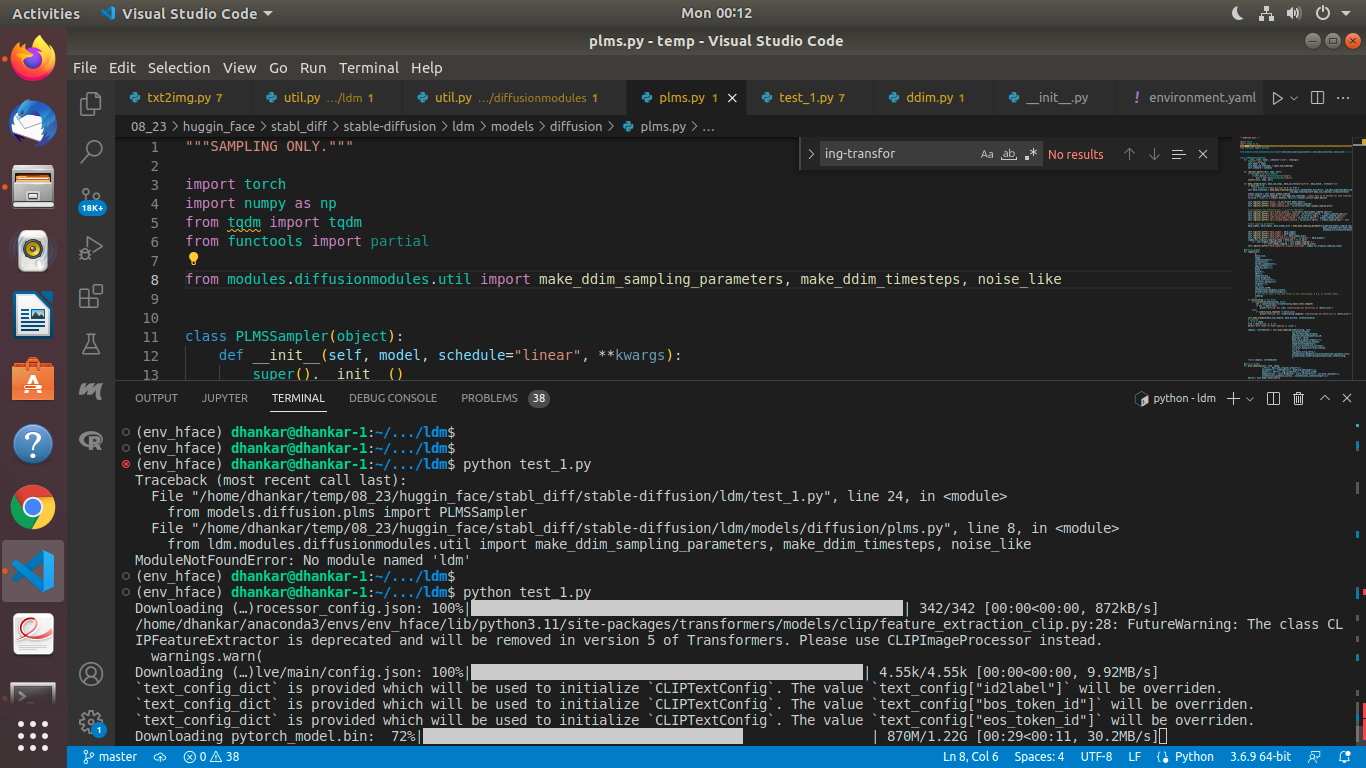 Activities Visual Studio Code Mon 00:12
plms.py - temp - Visual Studio Code
File Edit Selection View Go Run Terminal Help
txt2img.py 7 util.py .../ldm 1 util.py .../diffusionmodules 1 plms.py 1 test_1.py 7 ddim.py 1 __init__.py ! environment.yaml
08_23 > huggin_face > stabl_diff > stable-diffusion > ldm > models > diffusion > plms.py > ...
ing-transfor Aa ab .* No results
1 """SAMPLING ONLY."""
2
3 import torch
4 import numpy as np
5 from tqdm import tqdm
6 from functools import partial
7
8 from modules.diffusionmodules.util import make_ddim_sampling_parameters, make_ddim_timesteps, noise_like
9
10
11 class PLMSSampler(object):
12 def __init__(self, model, schedule="linear", **kwargs):
13 super().__init__()
18K+
1
OUTPUT JUPYTER TERMINAL DEBUG CONSOLE PROBLEMS 38 python - ldm
(env_hface) dhankar@dhankar-1:~/.../ldm$
(env_hface) dhankar@dhankar-1:~/.../ldm$
(env_hface) dhankar@dhankar-1:~/.../ldm$ python test_1.py
Traceback (most recent call last):
File "/home/dhankar/temp/08_23/huggin_face/stabl_diff/stable-diffusion/ldm/test_1.py", line 24, in <module>
from models.diffusion.plms import PLMSSampler
File "/home/dhankar/temp/08_23/huggin_face/stabl_diff/stable-diffusion/ldm/models/diffusion/plms.py", line 8, in <module>
from ldm.modules.diffusionmodules.util import make_ddim_sampling_parameters, make_ddim_timesteps, noise_like
ModuleNotFoundError: No module named 'ldm'
(env_hface) dhankar@dhankar-1:~/.../ldm$
(env_hface) dhankar@dhankar-1:~/.../ldm$ python test_1.py
Downloading (…)rocessor_config.json: 100%| | 342/342 [00:00<00:00, 872kB/s]
/home/dhankar/anaconda3/envs/env_hface/lib/python3.11/site-packages/transformers/models/clip/feature_extraction_clip.py:28: FutureWarning: The class CL
IPFeatureExtractor is deprecated and will be removed in version 5 of Transformers. Please use CLIPImageProcessor instead.
warnings.warn(
Downloading (…)lve/main/config.json: 100%| | 4.55k/4.55k [00:00<00:00, 9.92MB/s]
`text_config_dict` is provided which will be used to initialize `CLIPTextConfig`. The value `text_config["id2label"]` will be overriden.
`text_config_dict` is provided which will be used to initialize `CLIPTextConfig`. The value `text_config["bos_token_id"]` will be overriden.
`text_config_dict` is provided which will be used to initialize `CLIPTextConfig`. The value `text_config["eos_token_id"]` will be overriden.
Downloading pytorch_model.bin: 72%| | 870M/1.22G [00:29<00:11, 30.2MB/s]
master 0 38 Ln 8, Col 6 Spaces: 4 UTF-8 LF Python 3.6.9 64-bit